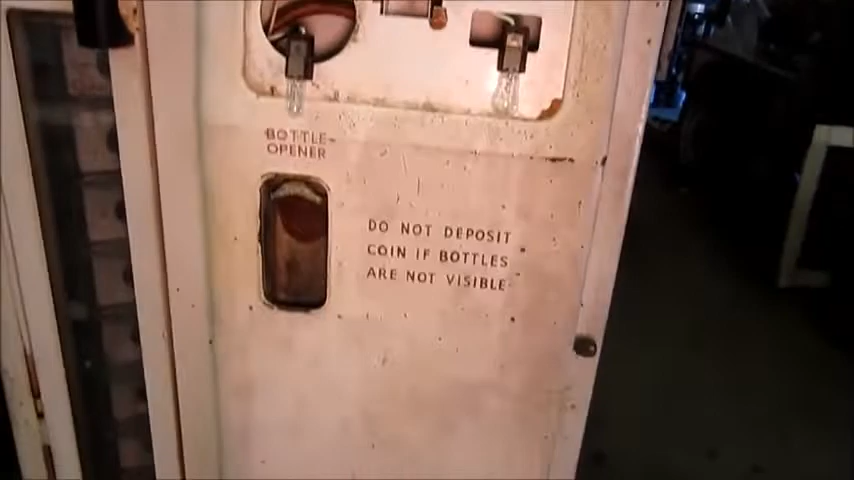 BOTTLE-
OPENER
DO NOT DEPOSIT
COIN IF BOTTLES
ARE NOT VISIBLE